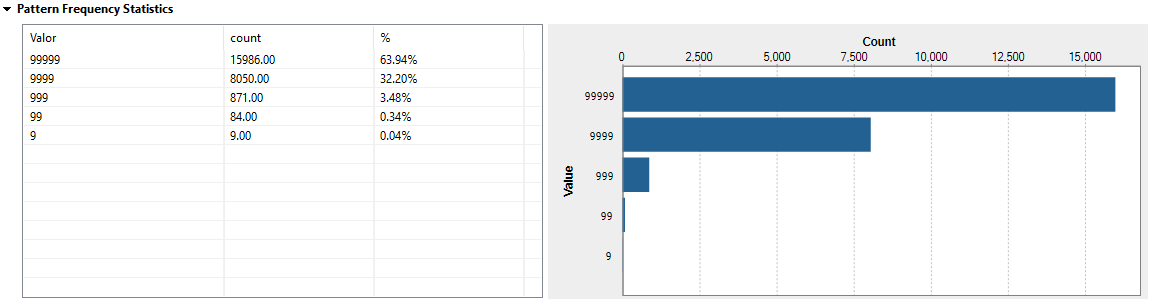 Pattern Frequency Statistics
Valor count %
99999 15986.00 63.94%
9999 8050.00 32.20%
999 871.00 3.48%
99 84.00 0.34%
9 9.00 0.04%
Count
0 2,500 5,000 7,500 10,000 12,500 15,000
99999
9999
999
99
9
Value